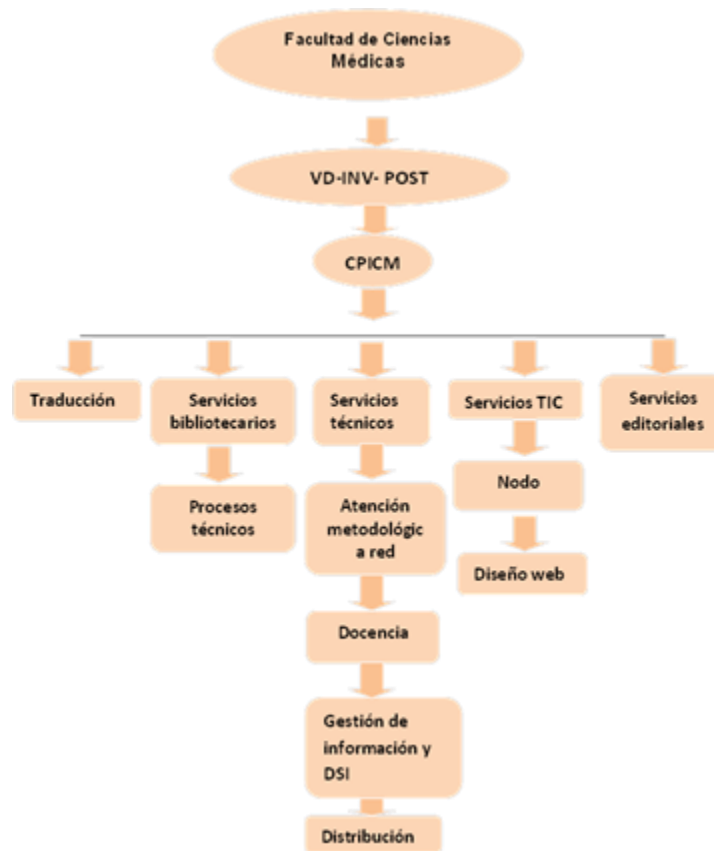 Facultad de Ciencias
Médicas
VD-INV- POST
CPICM
Traducción
Servicios
bibliotecarios
Servicios
técnicos
Servicios TIC
Servicios
editoriales
Procesos
técnicos
Atención
metodológic
a red
Nodo
Diseño web
Docencia
Gestión de
información y
DSI
Distribución